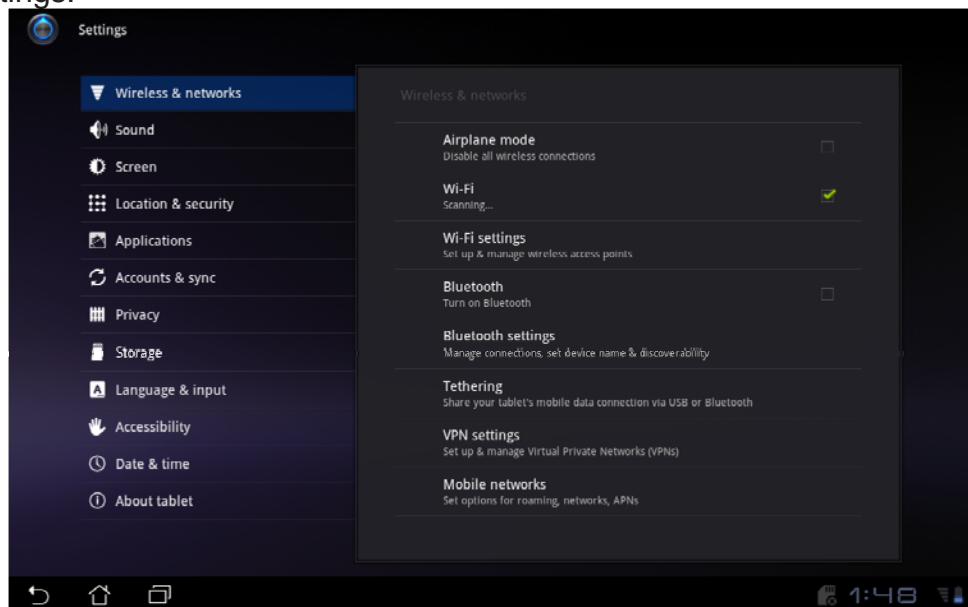 tings.
Settings
Wireless & networks
Sound
Screen
Location & security
Applications
Accounts & sync
Privacy
Storage
Language & input
Accessibility
Date & time
About tablet
Wireless & networks
Airplane mode
Disable all wireless connections
Wi-Fi
Scanning...
Wi-Fi settings
Set up & manage wireless access points
Bluetooth
Turn on Bluetooth
Bluetooth settings
Manage connections, set device name & discoverability
Tethering
Share your tablet's mobile data connection via USB or Bluetooth
VPN settings
Set up & manage Virtual Private Networks (VPNs)
Mobile networks
Set options for roaming, networks, APNs
1:48